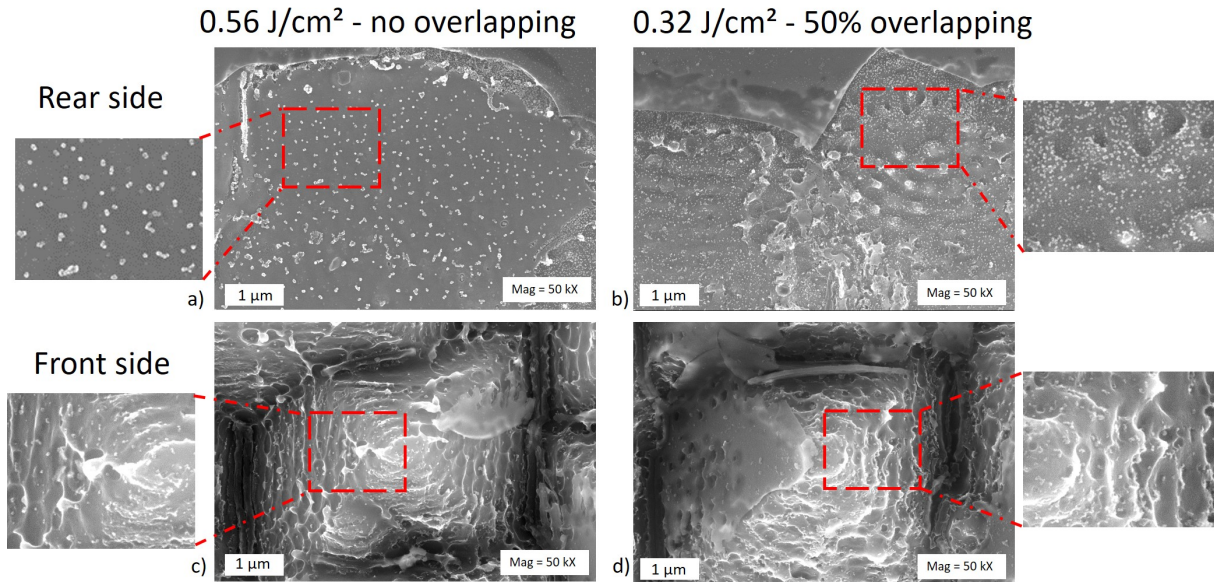 0.56 J/cm² - no overlapping
0.32 J/cm² - 50% overlapping
Rear side
a)
1 µm
Mag = 50 kX
b)
1 µm
Mag = 50 kX
Front side
c)
1 µm
Mag = 50 kX
d)
1 µm
Mag = 50 kX